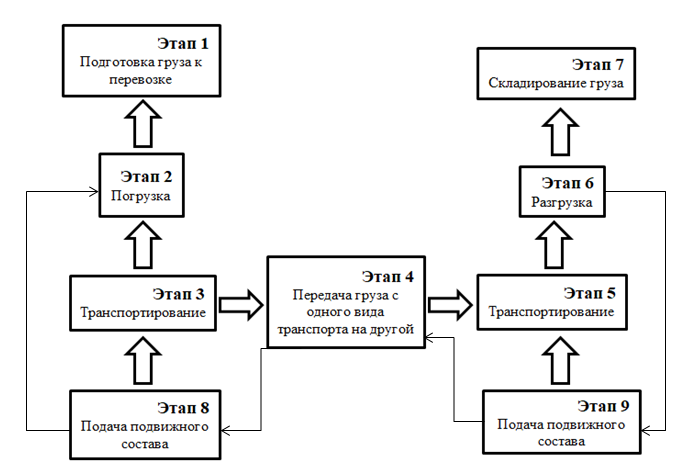 Этап 1
Подготовка груза к
перевозке
Этап 7
Складирование груза
Этап 2
Погрузка
Этап 6
Разгрузка
Этап 3
Транспортирование
Этап 4
Передача груза с
одного вида
транспорта на другой
Этап 5
Транспортирование
Этап 8
Подача подвижного
состава
Этап 9
Подача подвижного
состава